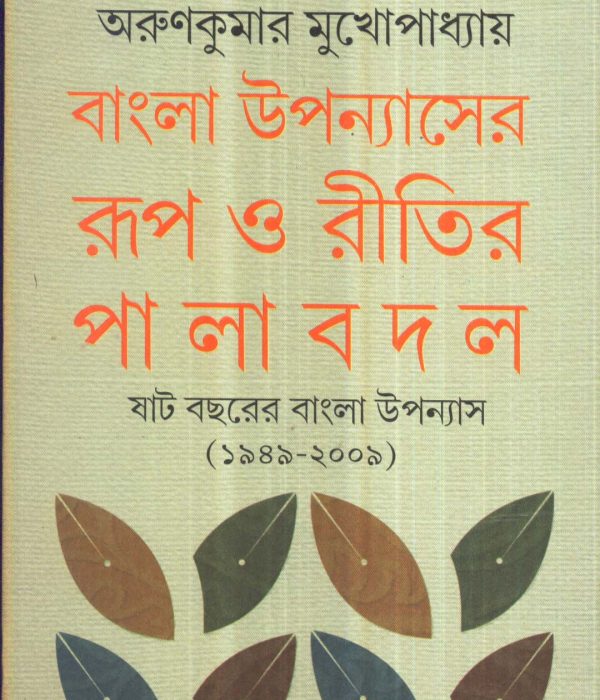 অরুণকুমার মুখোপাধ্যায়
বাংলা উপন্যাসের
রূপ ও রীতির
পালাবদল
ষাট বছরের বাংলা উপন্যাস
(১৯৪৯-২০০৯)